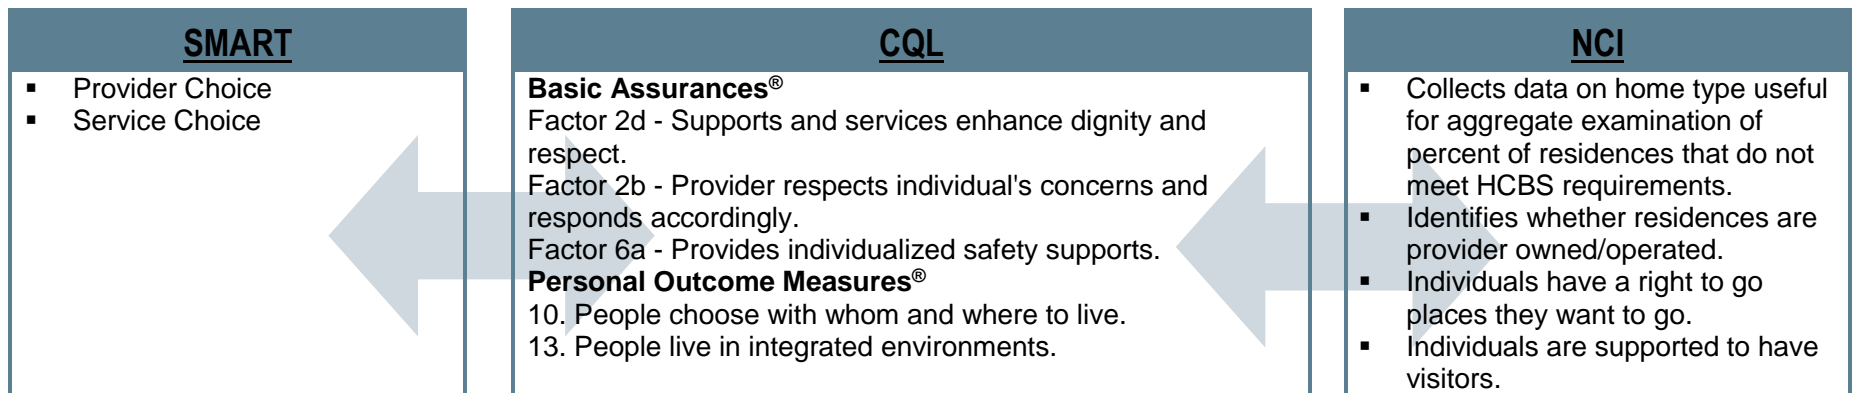 SMART
▪ Provider Choice
▪ Service Choice
CQL
Basic Assurances®
Factor 2d - Supports and services enhance dignity and
respect.
Factor 2b - Provider respects individual's concerns and
responds accordingly.
Factor 6a - Provides individualized safety supports.
Personal Outcome Measures®
10. People choose with whom and where to live.
13. People live in integrated environments.
NCI
▪ Collects data on home type useful
for aggregate examination of
percent of residences that do not
meet HCBS requirements.
▪ Identifies whether residences are
provider owned/operated.
▪ Individuals have a right to go
places they want to go.
▪ Individuals are supported to have
visitors.